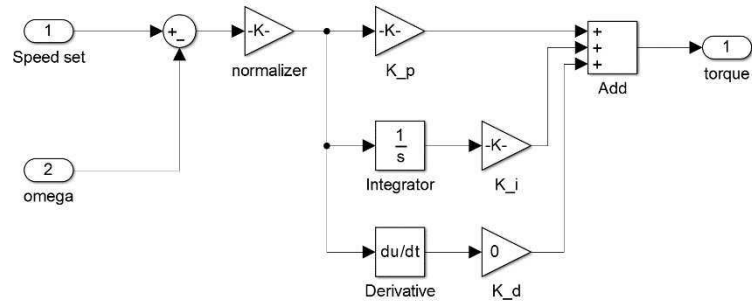 1
Speed set
+
-
-K-
normalizer
-K-
K_p
+
+
+
Add
1
torque
2
omega
1
s
Integrator
-K-
K_i
du/dt
Derivative
0
K_d